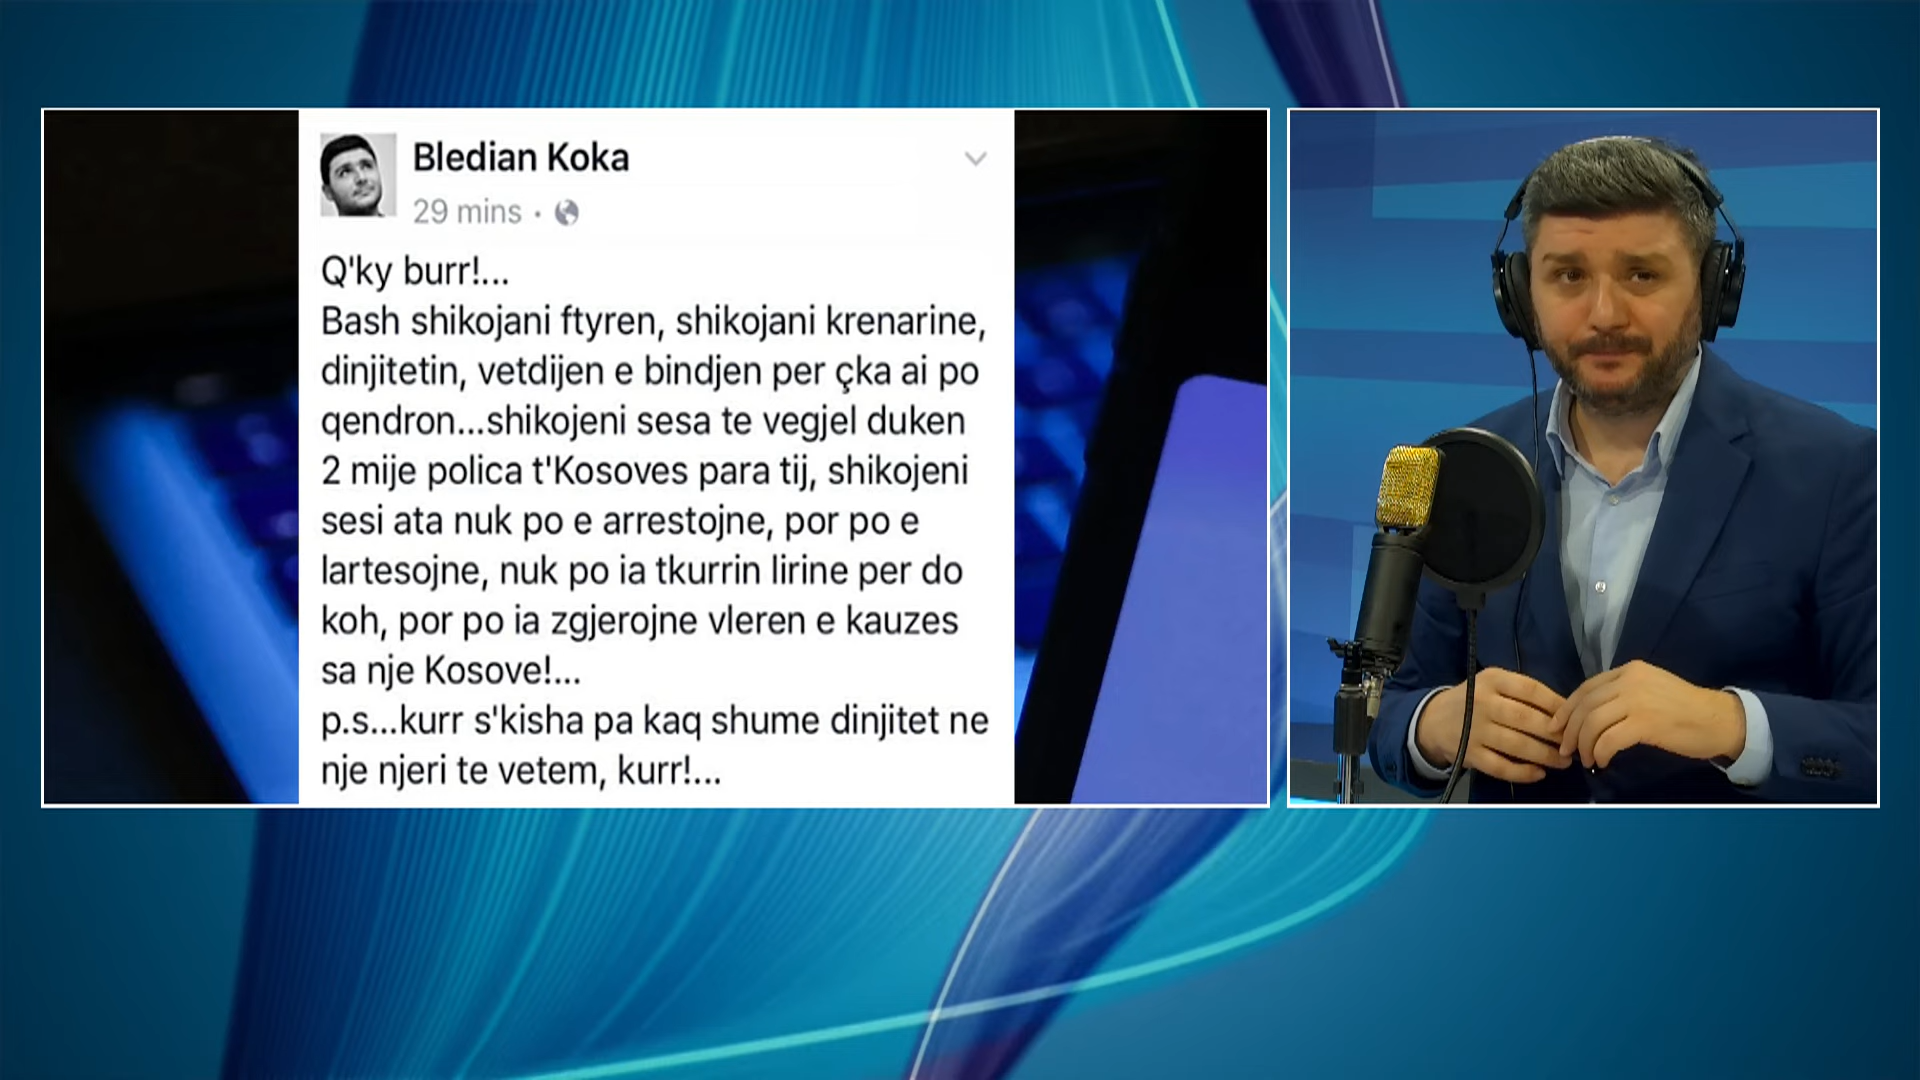 Bledian Koka
29 mins ·
Q'ky burr!...
Bash shikojani ftyren, shikojani krenarine,
dinjitetin, vetdijen e bindjen per çka ai po
qendron...shikojeni sesa te vegjel duken
2 mije polica t'Kosoves para tij, shikojeni
sesi ata nuk po e arrestojne, por po e
lartesojne, nuk po ia tkurrin lirine per do
koh, por po ia zgjerojne vleren e kauzes
sa nje Kosove!...
p.s...kurr s'kisha pa kaq shume dinjitet ne
nje njeri te vetem, kurr!...